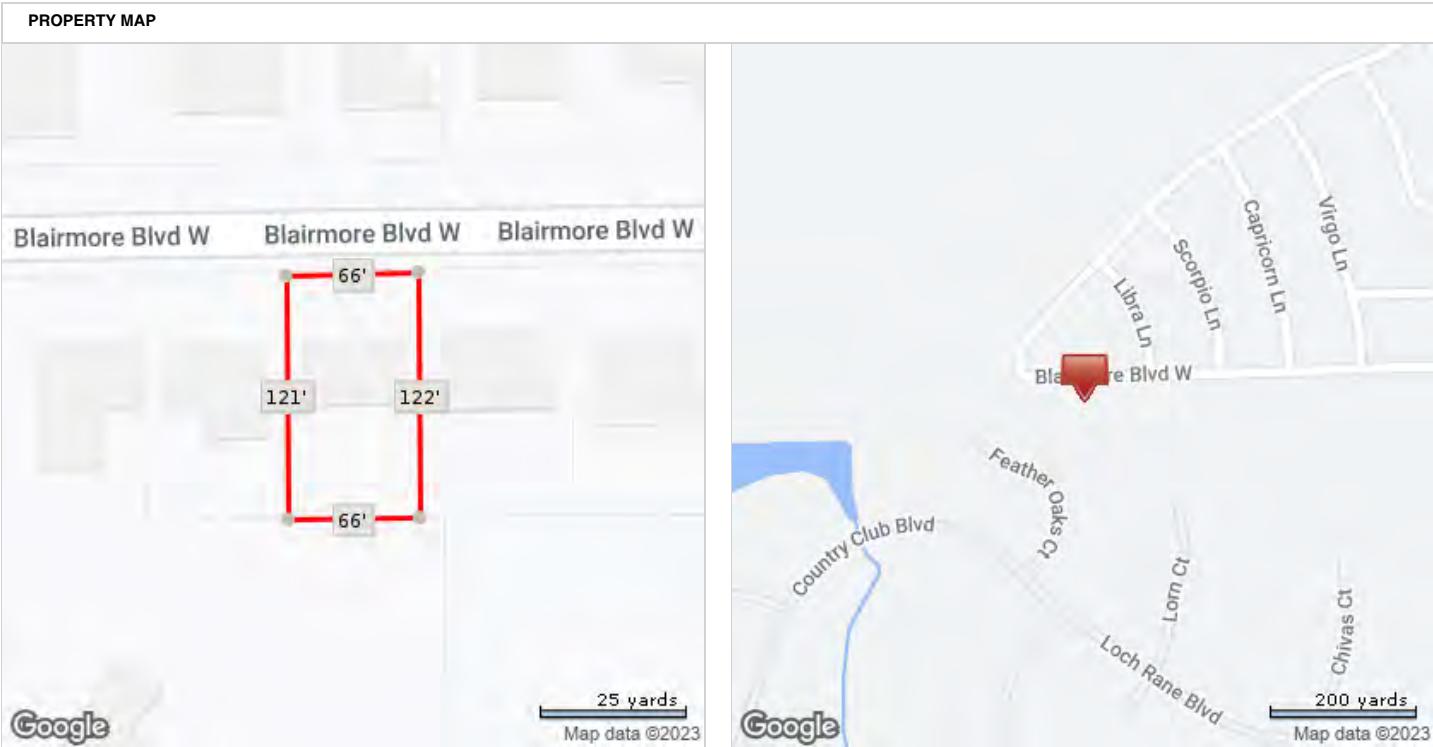 PROPERTY MAP
Blairmore Blvd W
Blairmore Blvd W
Blairmore Blvd W
66'
121'
122'
66'
25 yards
Google
Map data ©2023
Virgo Ln
Capricorn Ln
Scorpio Ln
Libra Ln
Bla re Blvd W
Feather Oaks Ct
Country Club Blvd
Lorn Ct
Chivas Ct
Loch Rane Blvd
200 yards
Google
Map data ©2023